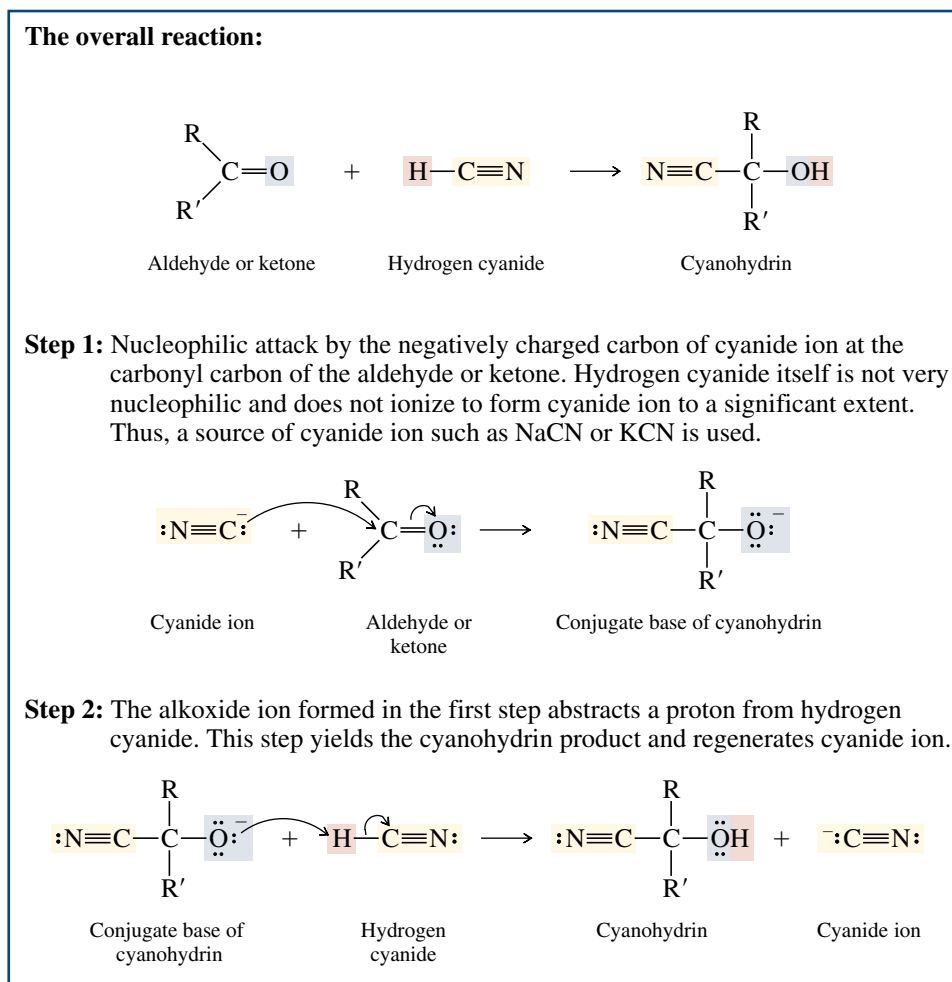 The overall reaction:
R
C=O + H—C≡N → N≡C—C—OH
R
R′
R′
Aldehyde or ketone Hydrogen cyanide Cyanohydrin
Step 1: Nucleophilic attack by the negatively charged carbon of cyanide ion at the
carbonyl carbon of the aldehyde or ketone. Hydrogen cyanide itself is not very
nucleophilic and does not ionize to form cyanide ion to a significant extent.
Thus, a source of cyanide ion such as NaCN or KCN is used.
R
R
:N≡C:⁻ + C=O: → :N≡C—C—O:⁻
R′
R′
Cyanide ion Aldehyde or Conjugate base of cyanohydrin
ketone
Step 2: The alkoxide ion formed in the first step abstracts a proton from hydrogen
cyanide. This step yields the cyanohydrin product and regenerates cyanide ion.
R R
:N≡C—C—O:⁻ + H—C≡N: → :N≡C—C—OH + ⁻:C≡N:
R′ R′
Conjugate base of Hydrogen Cyanohydrin Cyanide ion
cyanohydrin cyanide